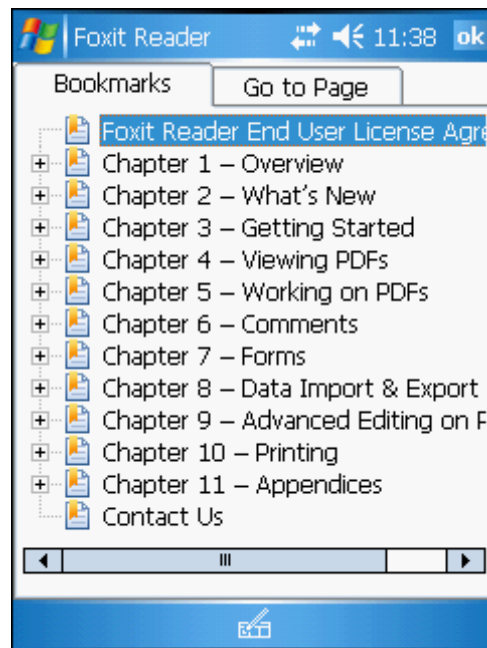 Foxit Reader 11:38 ok
Bookmarks Go to Page
Foxit Reader End User License Agre
Chapter 1 – Overview
Chapter 2 – What's New
Chapter 3 – Getting Started
Chapter 4 – Viewing PDFs
Chapter 5 – Working on PDFs
Chapter 6 – Comments
Chapter 7 – Forms
Chapter 8 – Data Import & Export
Chapter 9 – Advanced Editing on P
Chapter 10 – Printing
Chapter 11 – Appendices
Contact Us